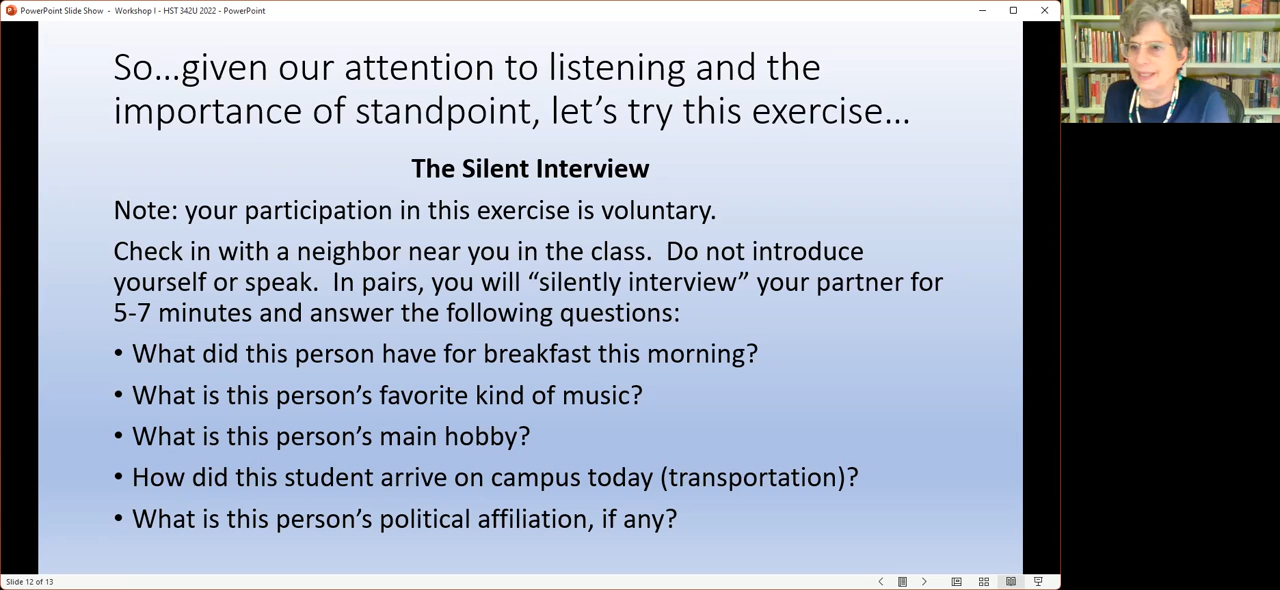 PowerPoint Slide Show - Workshop I - HST 342U 2022 - PowerPoint
So...given our attention to listening and the
importance of standpoint, let’s try this exercise...
The Silent Interview
Note: your participation in this exercise is voluntary.
Check in with a neighbor near you in the class.  Do not introduce
yourself or speak.  In pairs, you will “silently interview” your partner for
5-7 minutes and answer the following questions:
• What did this person have for breakfast this morning?
• What is this person’s favorite kind of music?
• What is this person’s main hobby?
• How did this student arrive on campus today (transportation)?
• What is this person’s political affiliation, if any?
Slide 12 of 13